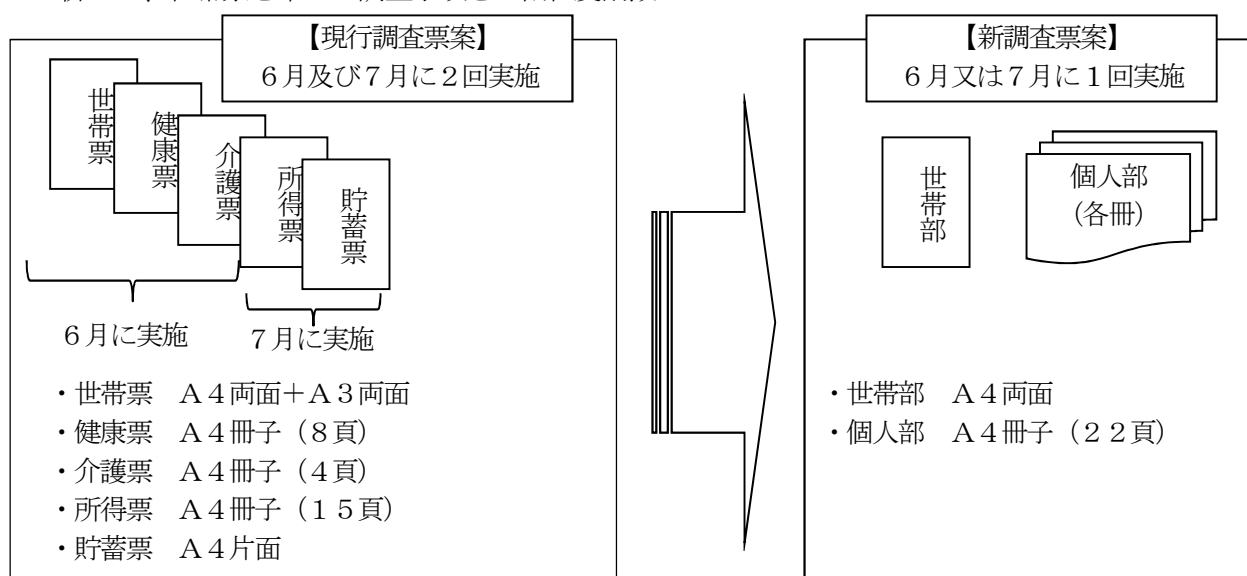 【現行調査票案】
６月及び７月に２回実施
世帯票
健康票
介護票
所得票
貯蓄票
６月に実施
７月に実施
・世帯票　Ａ４両面＋Ａ３両面
・健康票　Ａ４冊子（８頁）
・介護票　Ａ４冊子（４頁）
・所得票　Ａ４冊子（１５頁）
・貯蓄票　Ａ４片面
【新調査票案】
６月又は７月に１回実施
世帯部
個人部
（各冊）
・世帯部　Ａ４両面
・個人部　Ａ４冊子（２２頁）